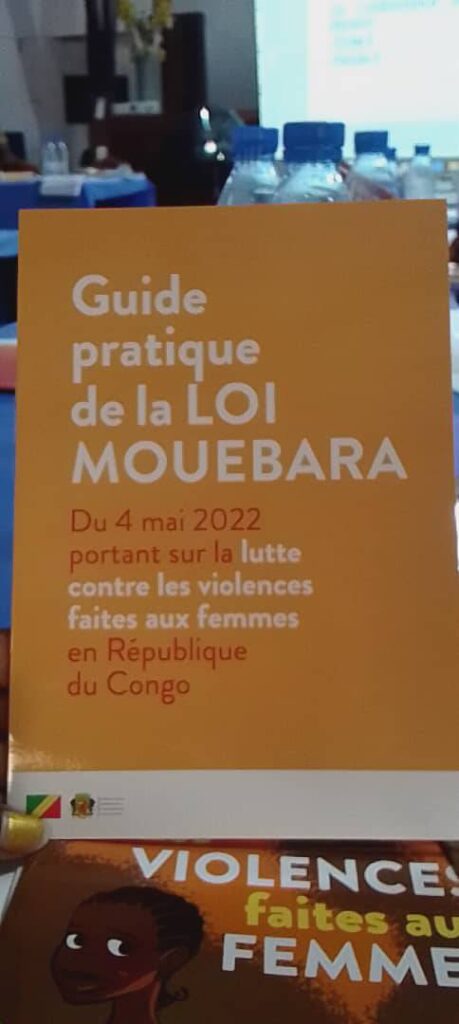 Guide
pratique
de la LOI
MOUEBARA
Du 4 mai 2022
portant sur la lutte
contre les violences
faites aux femmes
en République
du Congo
VIOLENCES
faites au
FEMME